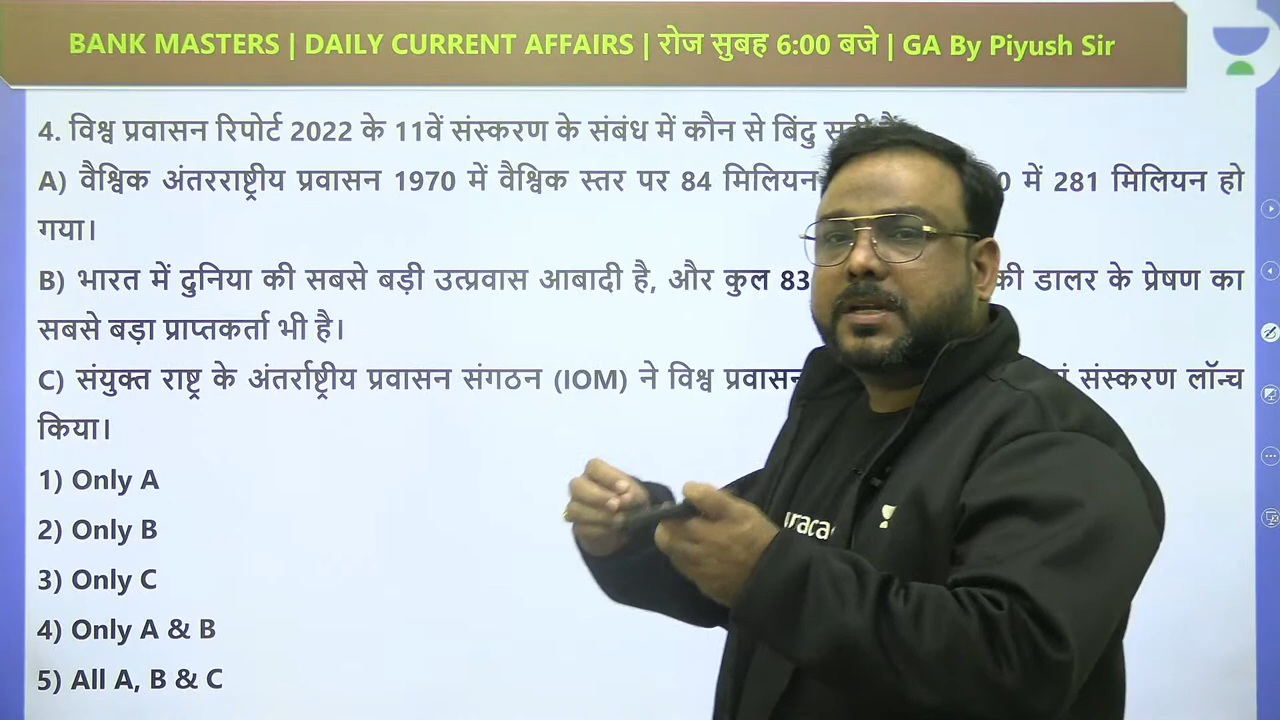 BANK MASTERS | DAILY CURRENT AFFAIRS | रोज सुबह 6:00 बजे | GA By Piyush Sir
4. विश्व प्रवासन रिपोर्ट 2022 के 11वें संस्करण के संबंध में कौन से बिंदु
A) वैश्विक अंतरराष्ट्रीय प्रवासन 1970 में वैश्विक स्तर पर 84 मिलियन में 281 मिलियन हो
गया।
B) भारत में दुनिया की सबसे बड़ी उत्प्रवास आबादी है, और कुल 83 की डालर के प्रेषण का
सबसे बड़ा प्राप्तकर्ता भी है।
C) संयुक्त राष्ट्र के अंतर्राष्ट्रीय प्रवासन संगठन (IOM) ने विश्व प्रवासन संस्करण लॉन्च
किया।
1) Only A
2) Only B
3) Only C
4) Only A & B
5) All A, B & C